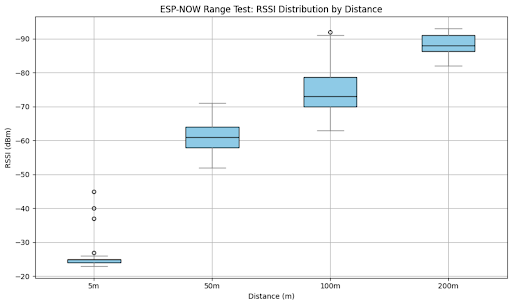 ESP-NOW Range Test: RSSI Distribution by Distance
RSSI (dBm)
−90
−80
−70
−60
−50
−40
−30
−20
5m 50m 100m 200m
Distance (m)